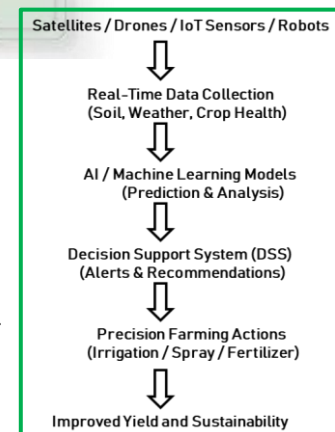 Satellites / Drones / IoT Sensors / Robots
Real-Time Data Collection
(Soil, Weather, Crop Health)
AI / Machine Learning Models
(Prediction & Analysis)
Decision Support System (DSS)
(Alerts & Recommendations)
Precision Farming Actions
(Irrigation / Spray / Fertilizer)
Improved Yield and Sustainability